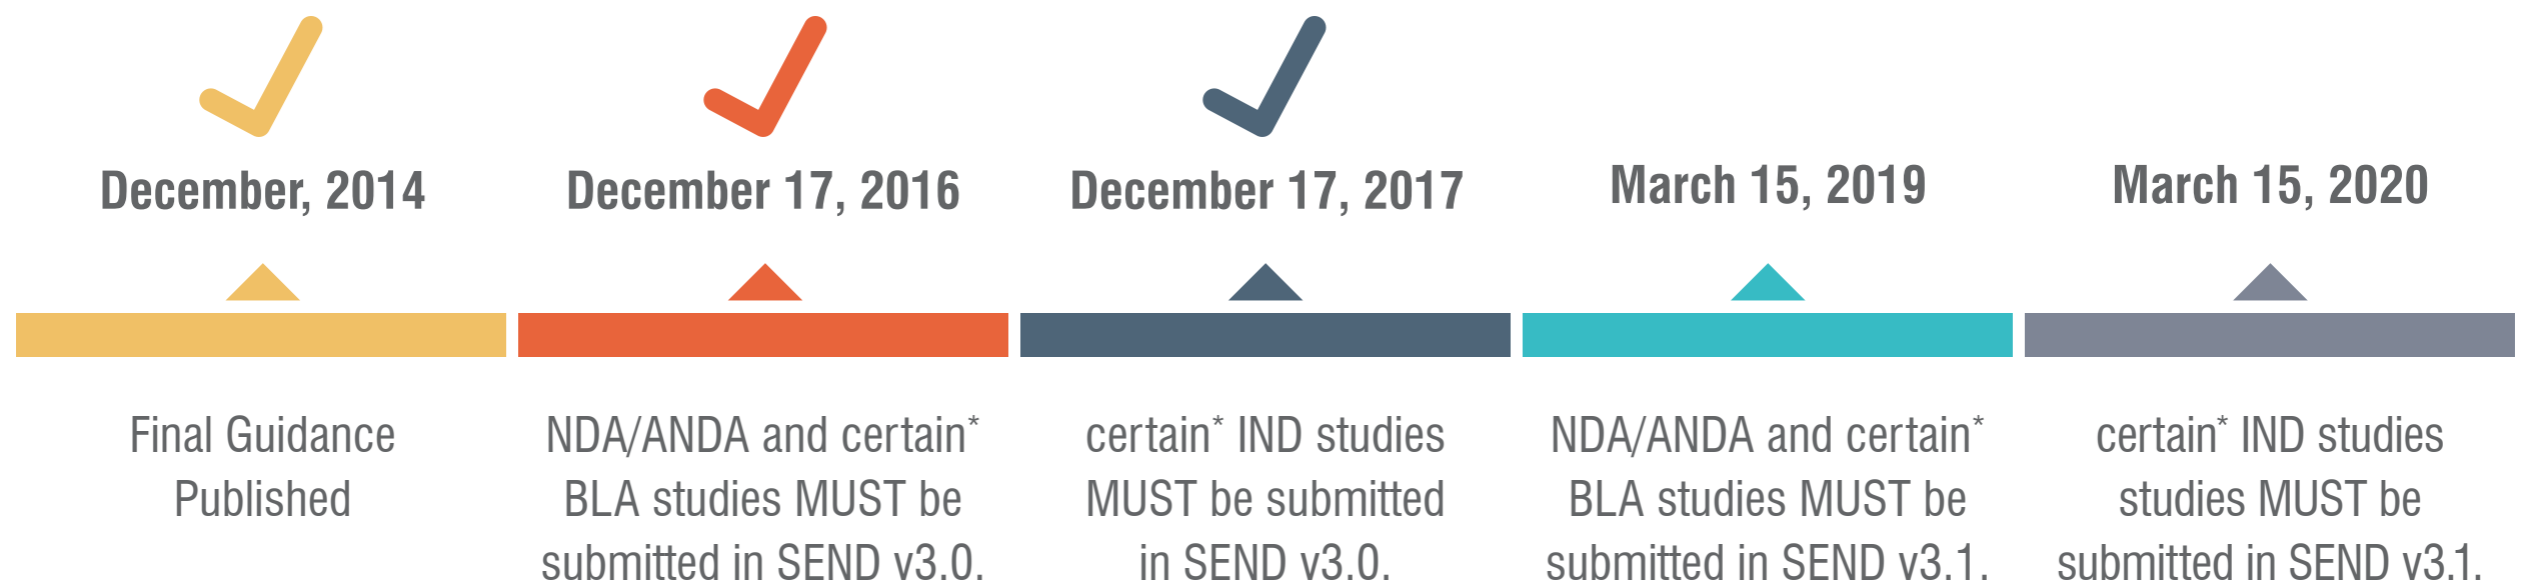 December, 2014
December 17, 2016
December 17, 2017
March 15, 2019
March 15, 2020
Final Guidance
Published
NDA/ANDA and certain*
BLA studies MUST be
submitted in SEND v3.0.
certain* IND studies
MUST be submitted
in SEND v3.0.
NDA/ANDA and certain*
BLA studies MUST be
submitted in SEND v3.1.
certain* IND studies
studies MUST be
submitted in SEND v3.1.